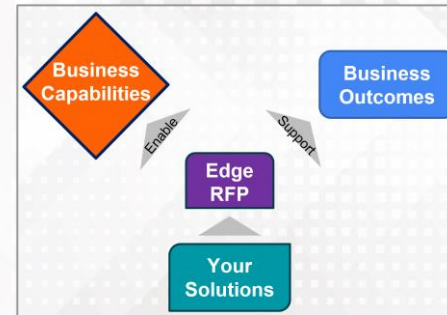 Business
Capabilities
Business
Outcomes
Enable
Support
Edge
RFP
Your
Solutions